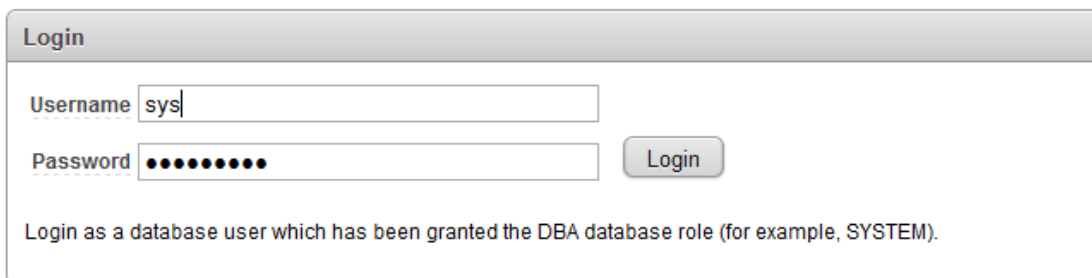 Login
Username sys
Password •••••••••
Login
Login as a database user which has been granted the DBA database role (for example, SYSTEM).